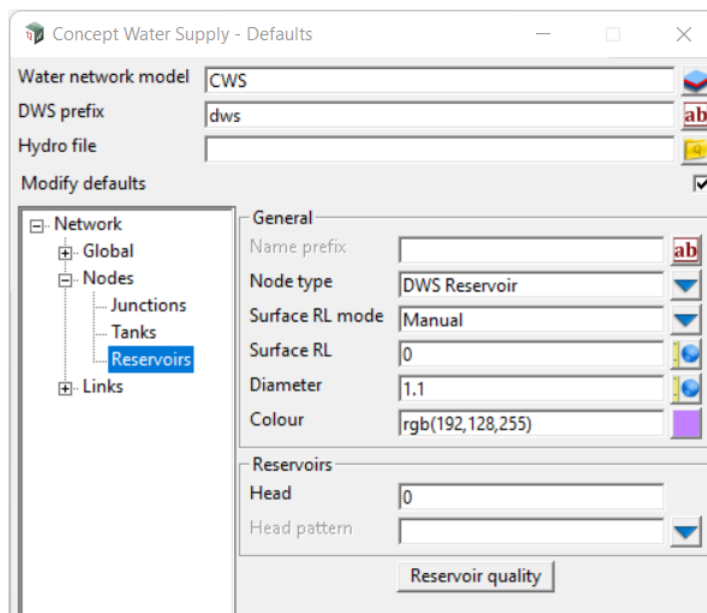 Concept Water Supply - Defaults
Water network model CWS
DWS prefix dws ab
Hydro file
Modify defaults
Network
Global
Nodes
Junctions
Tanks
Reservoirs
Links
General
Name prefix ab
Node type DWS Reservoir
Surface RL mode Manual
Surface RL 0
Diameter 1.1
Colour rgb(192,128,255)
Reservoirs
Head 0
Head pattern
Reservoir quality